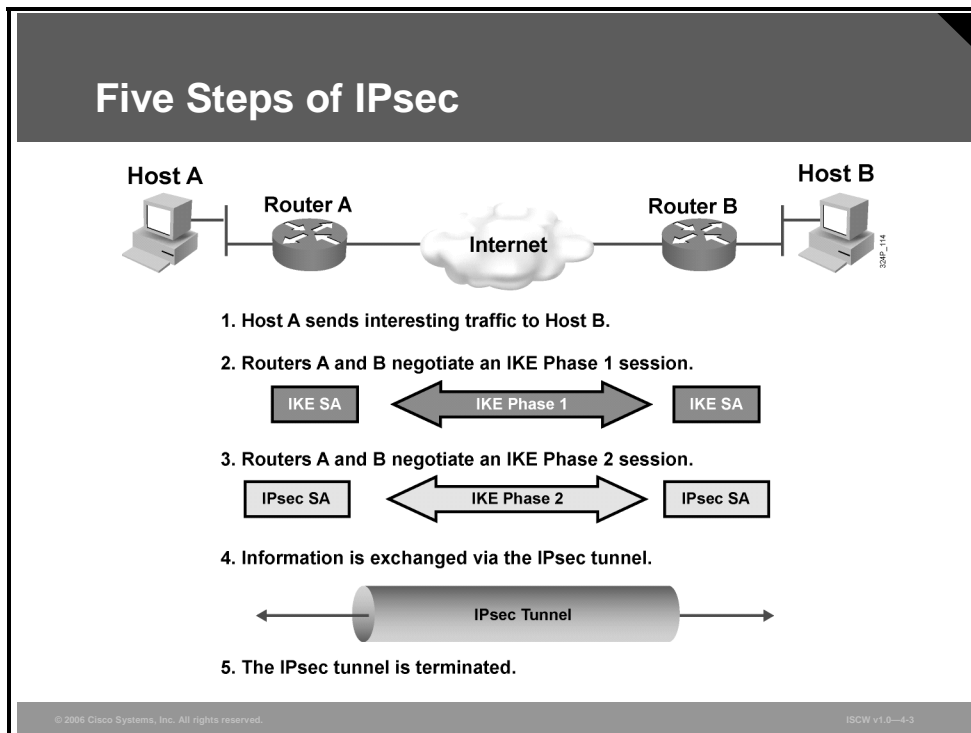 Five Steps of IPsec
Host A
Host B
Router A
Router B
Internet
324P_114
1. Host A sends interesting traffic to Host B.
2. Routers A and B negotiate an IKE Phase 1 session.
IKE SA
IKE Phase 1
IKE SA
3. Routers A and B negotiate an IKE Phase 2 session.
IPsec SA
IKE Phase 2
IPsec SA
4. Information is exchanged via the IPsec tunnel.
IPsec Tunnel
5. The IPsec tunnel is terminated.
© 2006 Cisco Systems, Inc. All rights reserved.
ISCW v1.0—4-3